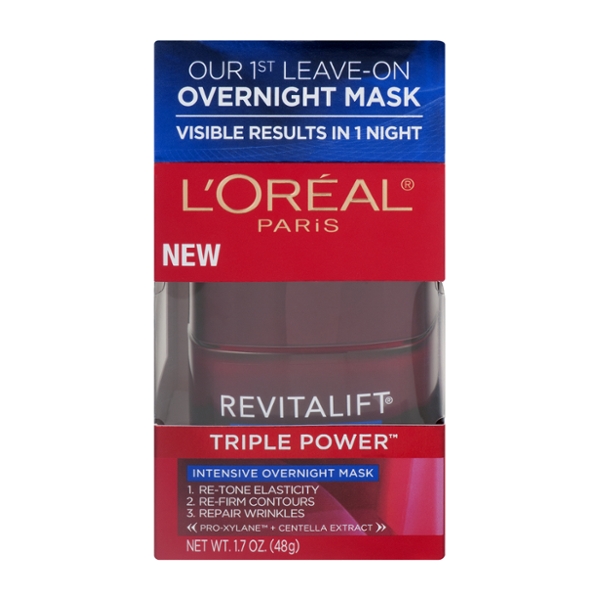 OUR 1ST LEAVE-ON
OVERNIGHT MASK
VISIBLE RESULTS IN 1 NIGHT
L'ORÉAL®
PARiS
NEW
REVITALIFT®
TRIPLE POWER™
INTENSIVE OVERNIGHT MASK
1. RE-TONE ELASTICITY
2. RE-FIRM CONTOURS
3. REPAIR WRINKLES
« PRO-XYLANE™ + CENTELLA EXTRACT »
NET WT. 1.7 OZ. (48g)